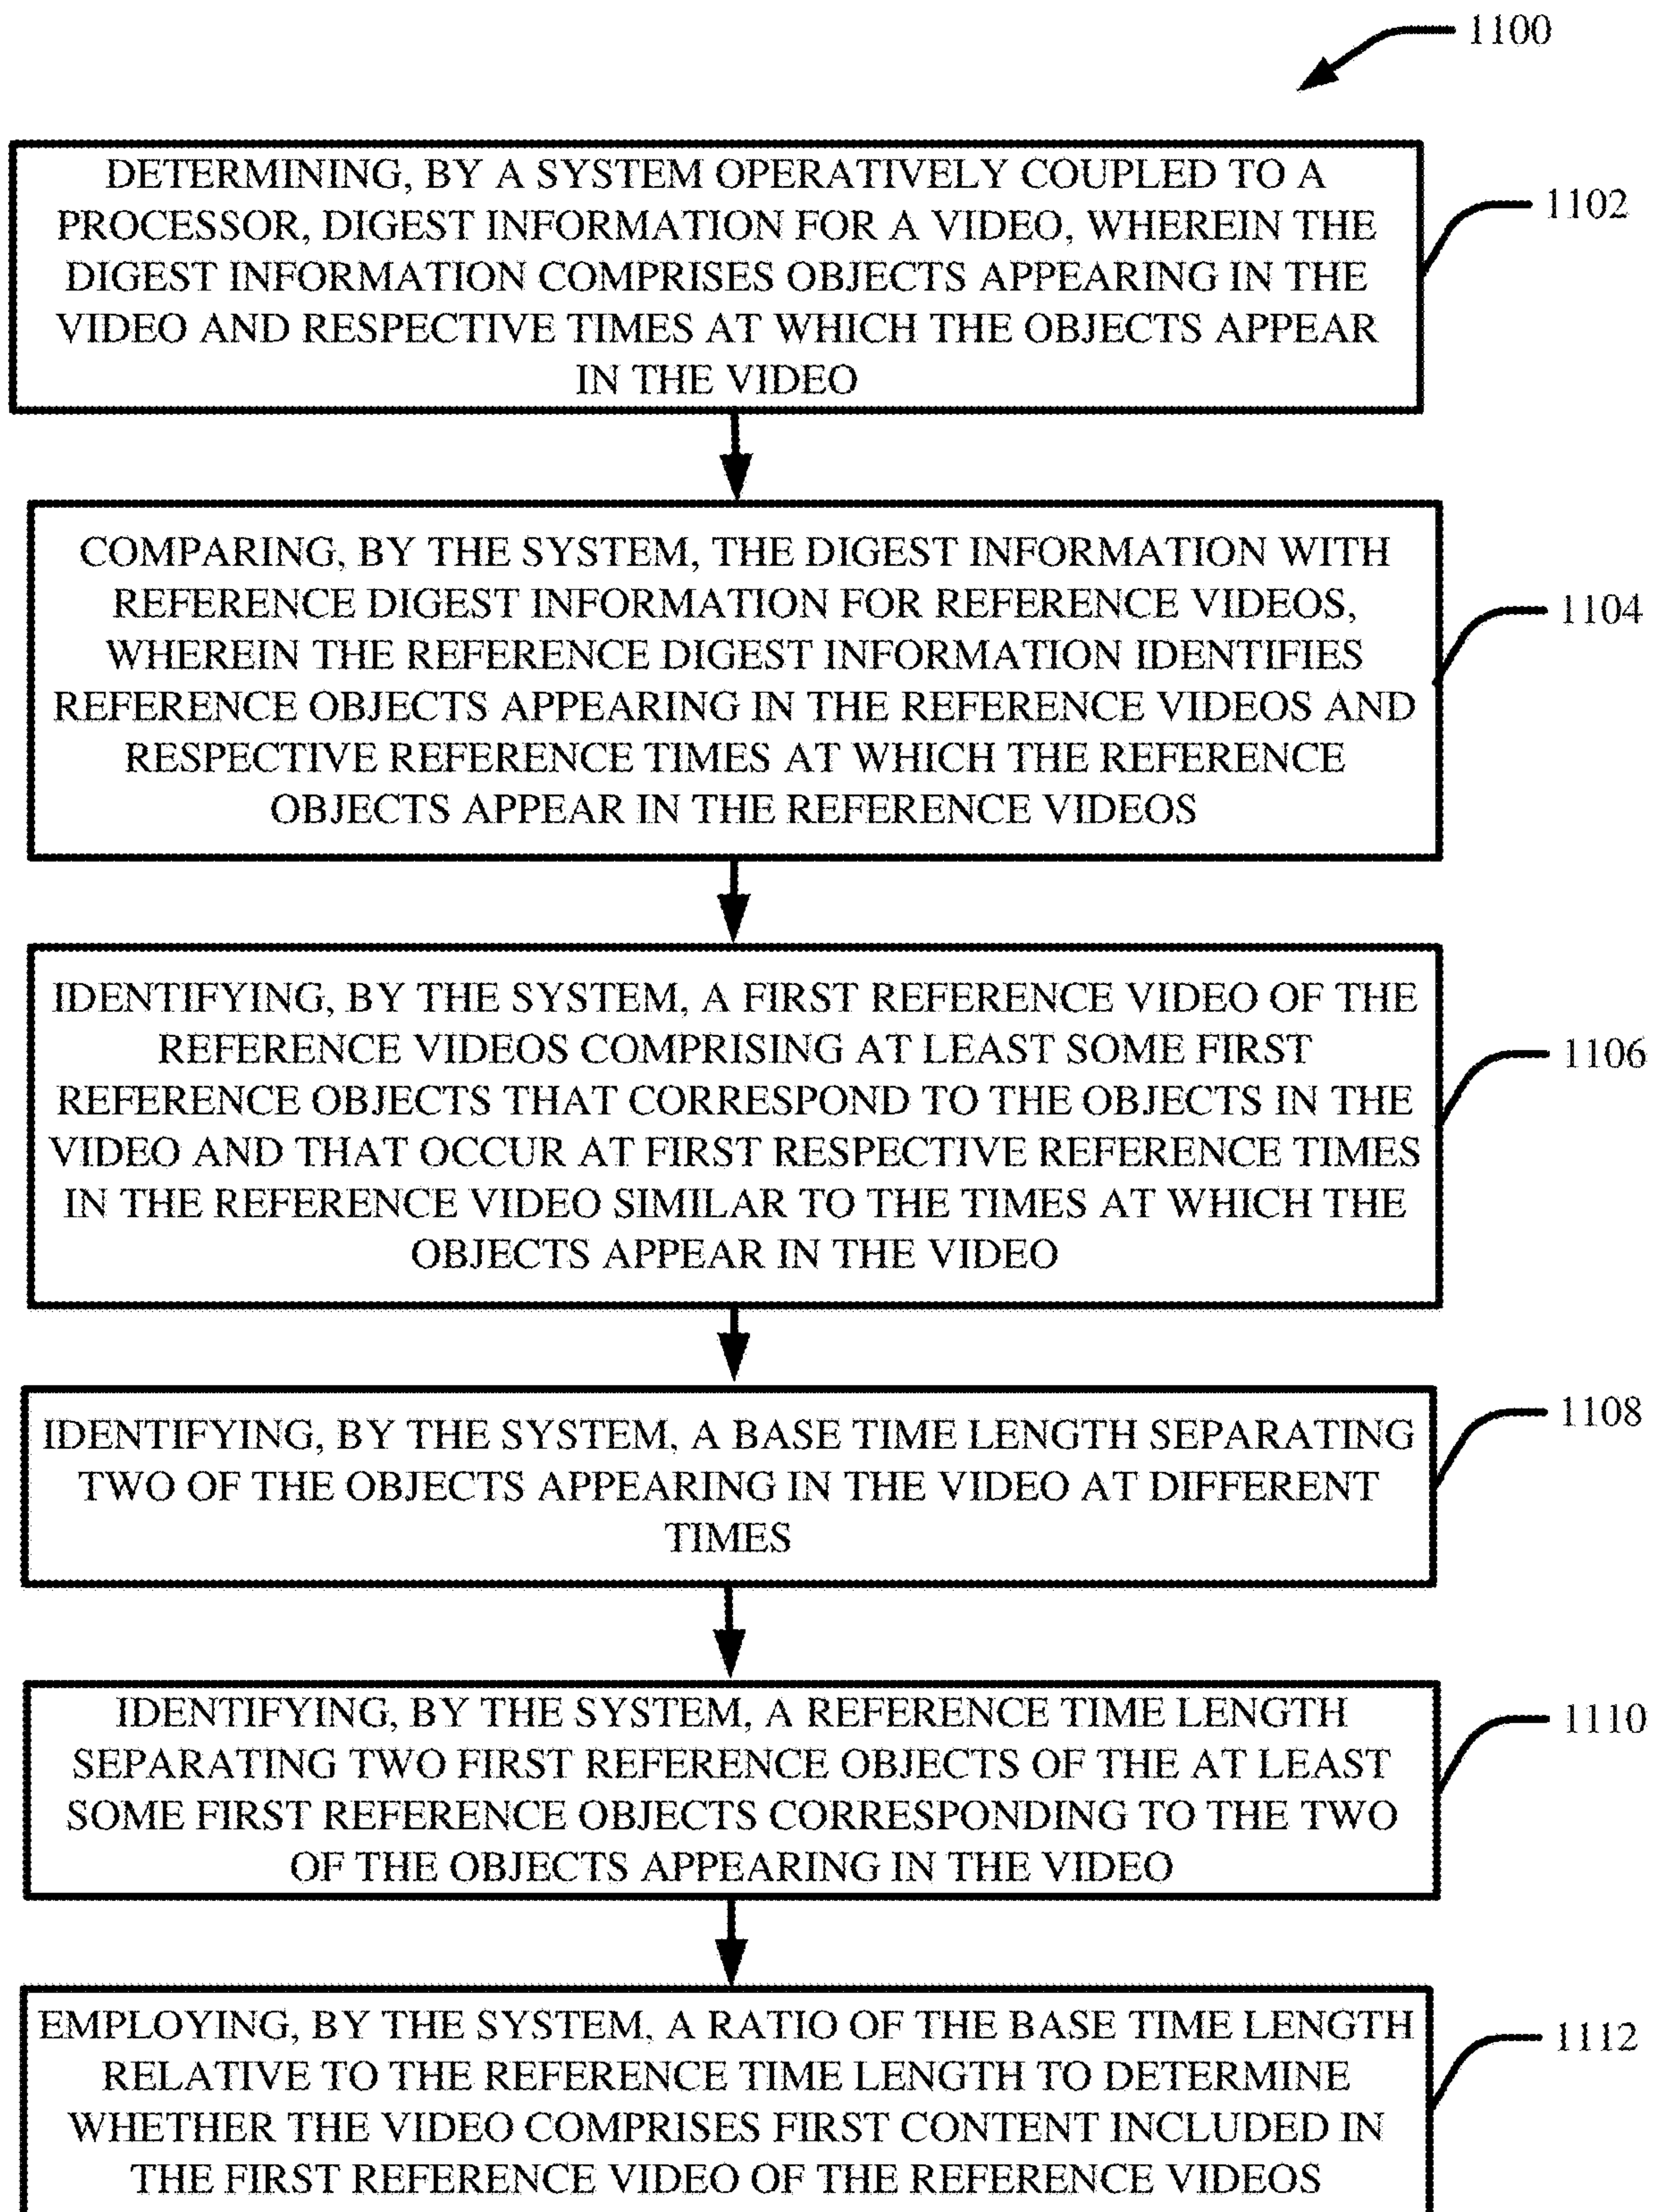 1100
DETERMINING, BY A SYSTEM OPERATIVELY COUPLED TO A
PROCESSOR, DIGEST INFORMATION FOR A VIDEO, WHEREIN THE
DIGEST INFORMATION COMPRISES OBJECTS APPEARING IN THE
VIDEO AND RESPECTIVE TIMES AT WHICH THE OBJECTS APPEAR
IN THE VIDEO
1102
COMPARING, BY THE SYSTEM, THE DIGEST INFORMATION WITH
REFERENCE DIGEST INFORMATION FOR REFERENCE VIDEOS,
WHEREIN THE REFERENCE DIGEST INFORMATION IDENTIFIES
REFERENCE OBJECTS APPEARING IN THE REFERENCE VIDEOS AND
RESPECTIVE REFERENCE TIMES AT WHICH THE REFERENCE
OBJECTS APPEAR IN THE REFERENCE VIDEOS
1104
IDENTIFYING, BY THE SYSTEM, A FIRST REFERENCE VIDEO OF THE
REFERENCE VIDEOS COMPRISING AT LEAST SOME FIRST
REFERENCE OBJECTS THAT CORRESPOND TO THE OBJECTS IN THE
VIDEO AND THAT OCCUR AT FIRST RESPECTIVE REFERENCE TIMES
IN THE REFERENCE VIDEO SIMILAR TO THE TIMES AT WHICH THE
OBJECTS APPEAR IN THE VIDEO
1106
IDENTIFYING, BY THE SYSTEM, A BASE TIME LENGTH SEPARATING
TWO OF THE OBJECTS APPEARING IN THE VIDEO AT DIFFERENT
TIMES
1108
IDENTIFYING, BY THE SYSTEM, A REFERENCE TIME LENGTH
SEPARATING TWO FIRST REFERENCE OBJECTS OF THE AT LEAST
SOME FIRST REFERENCE OBJECTS CORRESPONDING TO THE TWO
OF THE OBJECTS APPEARING IN THE VIDEO
1110
EMPLOYING, BY THE SYSTEM, A RATIO OF THE BASE TIME LENGTH
RELATIVE TO THE REFERENCE TIME LENGTH TO DETERMINE
WHETHER THE VIDEO COMPRISES FIRST CONTENT INCLUDED IN
THE FIRST REFERENCE VIDEO OF THE REFERENCE VIDEOS
1112